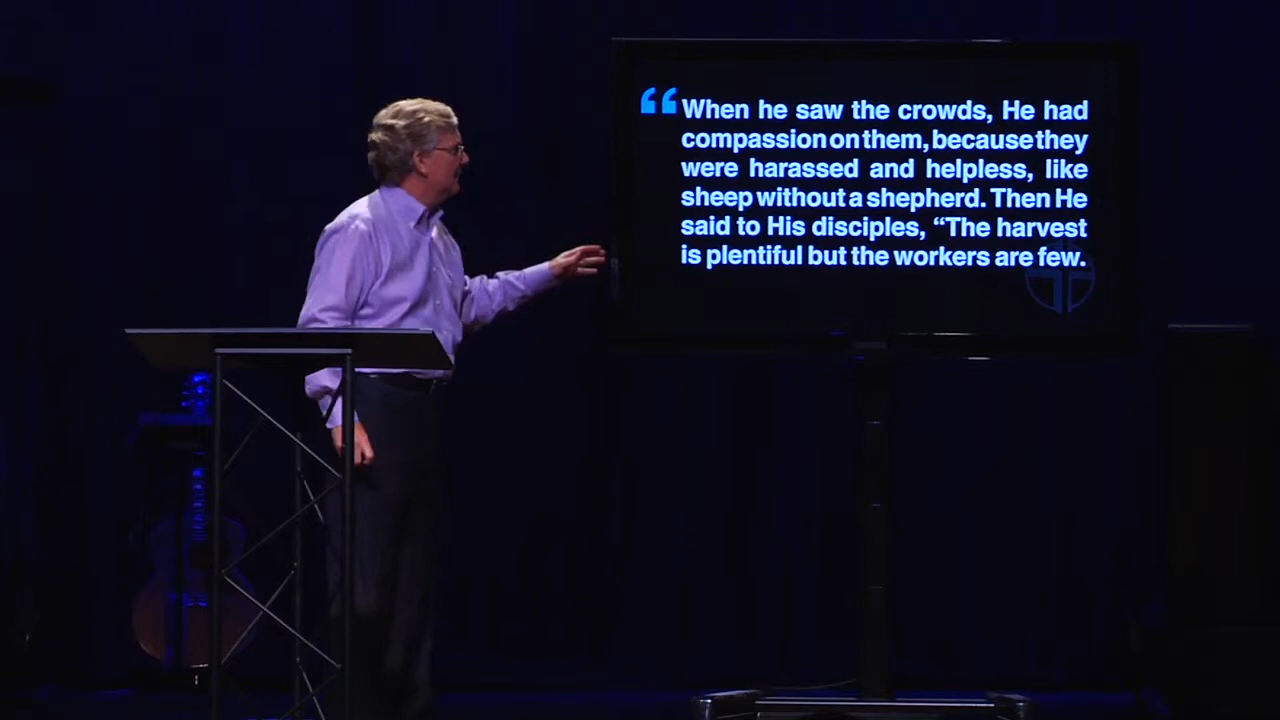 “When he saw the crowds, He had
compassion on them, because they
were harassed and helpless, like
sheep without a shepherd. Then He
said to His disciples, “The harvest
is plentiful but the workers are few.